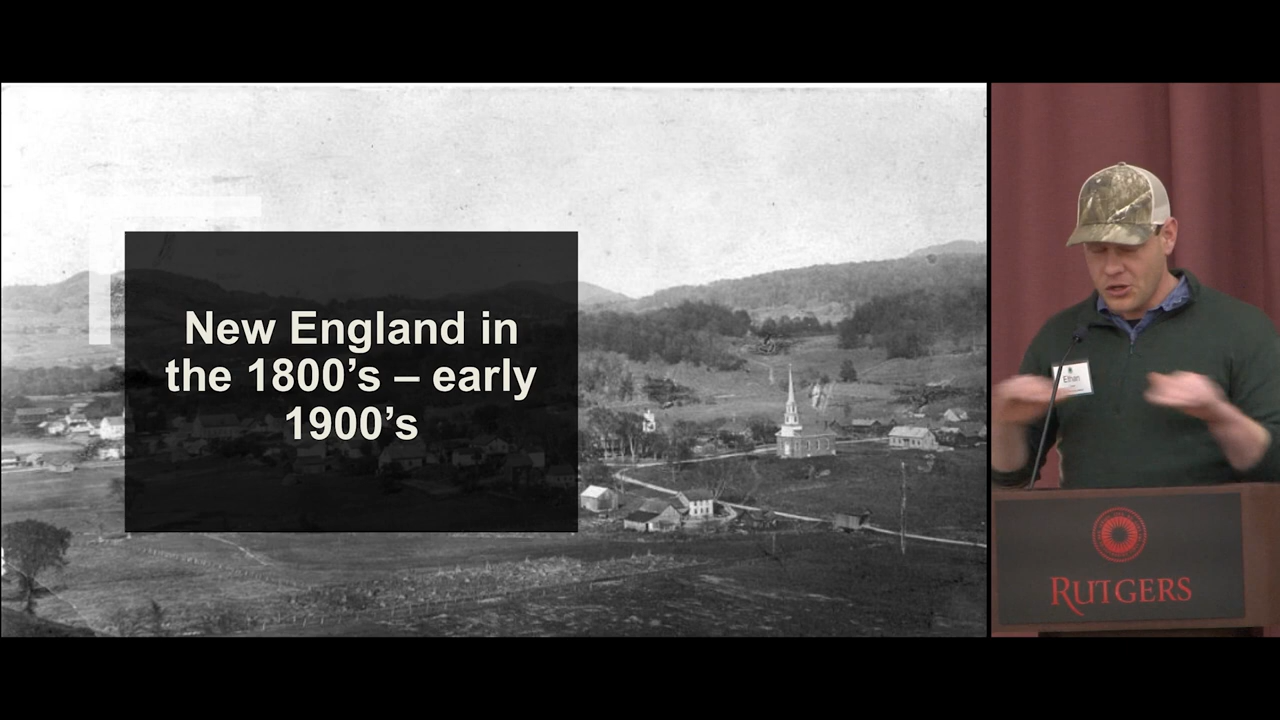 New England in
the 1800’s – early
1900’s
Ethan
RUTGERS